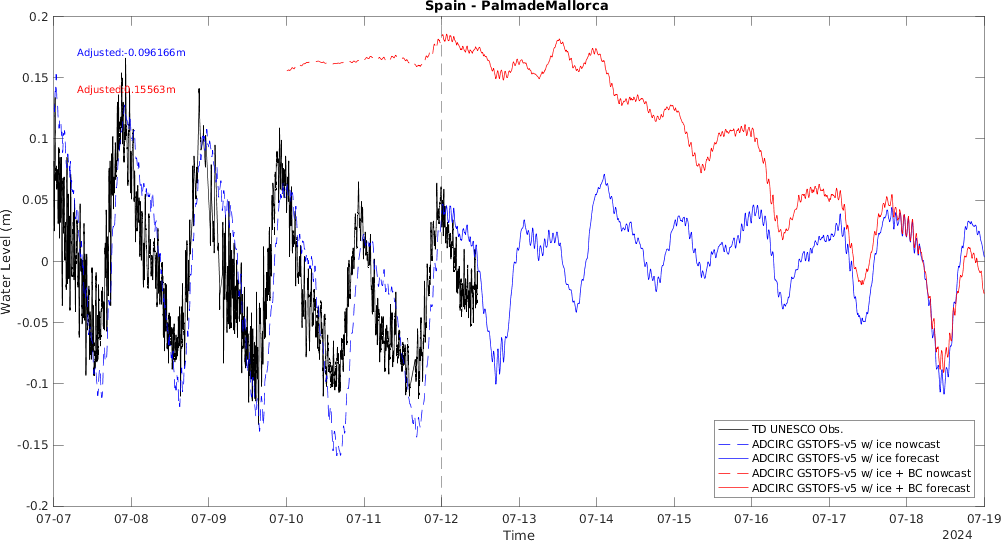 Spain - PalmadeMallorca
Adjusted:-0.096166m
Adjusted:0.15563m
Water Level (m)
0.2
0.15
0.1
0.05
0
-0.05
-0.1
-0.15
-0.2
TD UNESCO Obs.
ADCIRC GSTOFS-v5 w/ ice nowcast
ADCIRC GSTOFS-v5 w/ ice forecast
ADCIRC GSTOFS-v5 w/ ice + BC nowcast
ADCIRC GSTOFS-v5 w/ ice + BC forecast
07-07 07-08 07-09 07-10 07-11 07-12 07-13 07-14 07-15 07-16 07-17 07-18 07-19
Time
2024